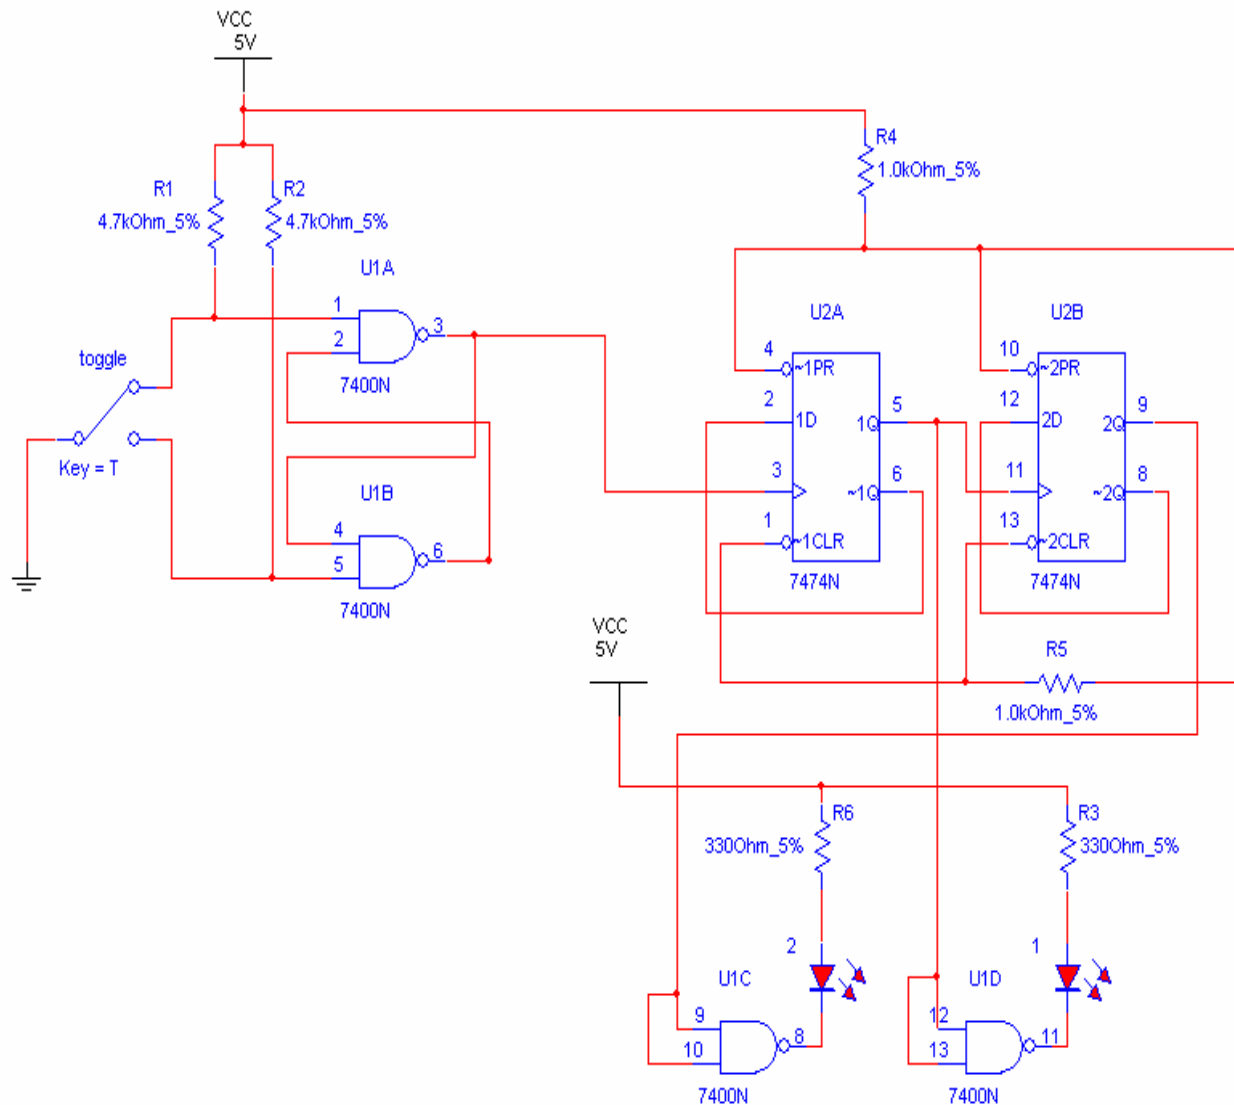 VCC
5V
R4
1.0kOhm_5%
R1
4.7kOhm_5%
R2
4.7kOhm_5%
U1A
1
2
3
7400N
toggle
Key = T
U1B
4
5
6
7400N
U2A
4
~1PR
2
1D
1Q
5
3
~1Q
6
1
~1CLR
7474N
U2B
10
~2PR
12
2D
2Q
9
11
~2Q
8
13
~2CLR
7474N
R5
1.0kOhm_5%
VCC
5V
R6
330Ohm_5%
R3
330Ohm_5%
2
1
U1C
9
10
8
7400N
U1D
12
13
11
7400N